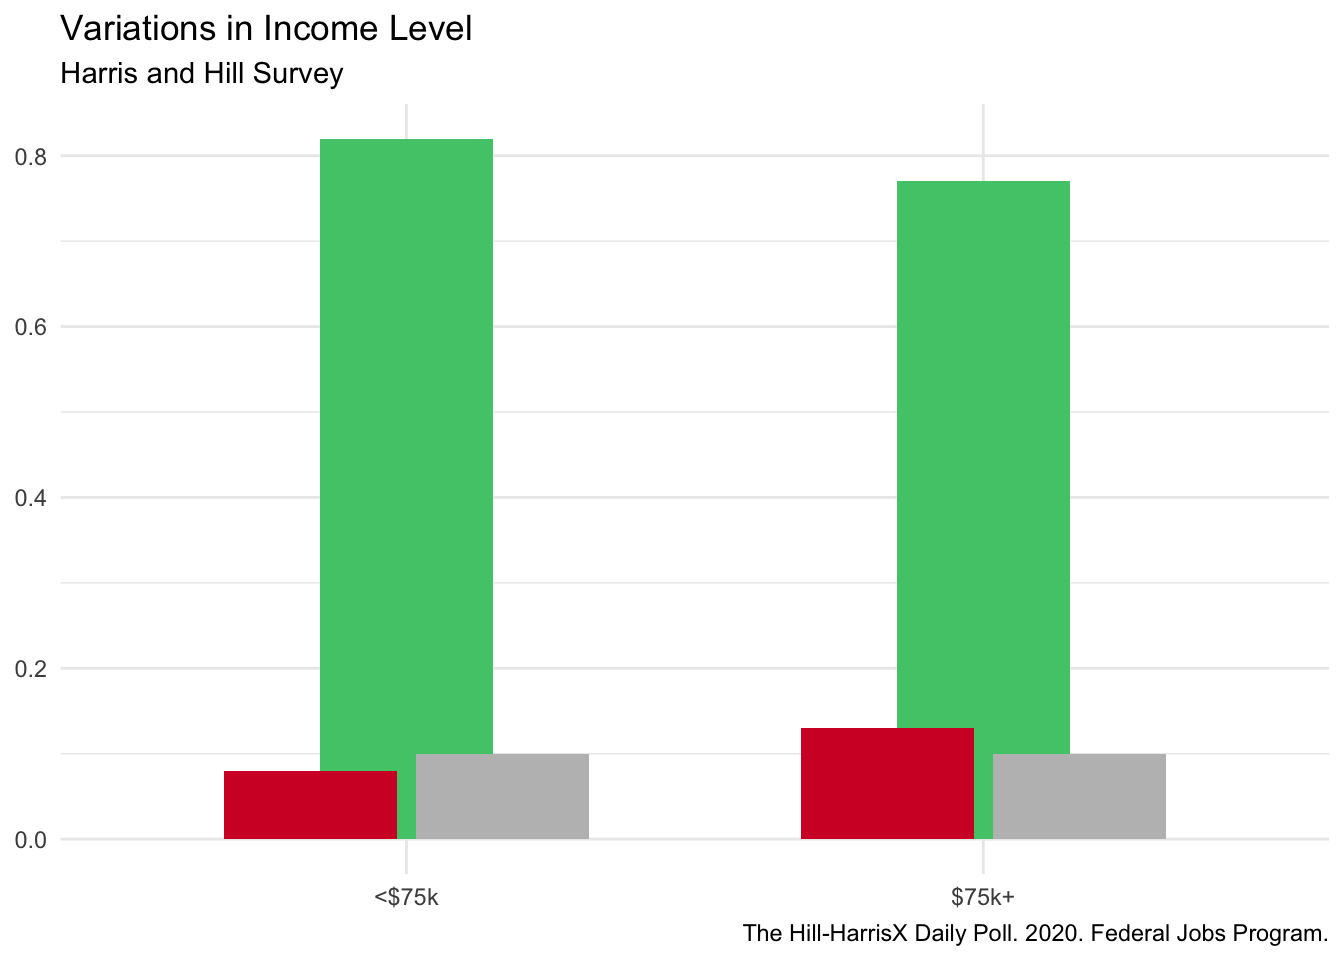 Variations in Income Level
Harris and Hill Survey
0.8
0.6
0.4
0.2
0.0
<$75k
$75k+
The Hill-HarrisX Daily Poll. 2020. Federal Jobs Program.